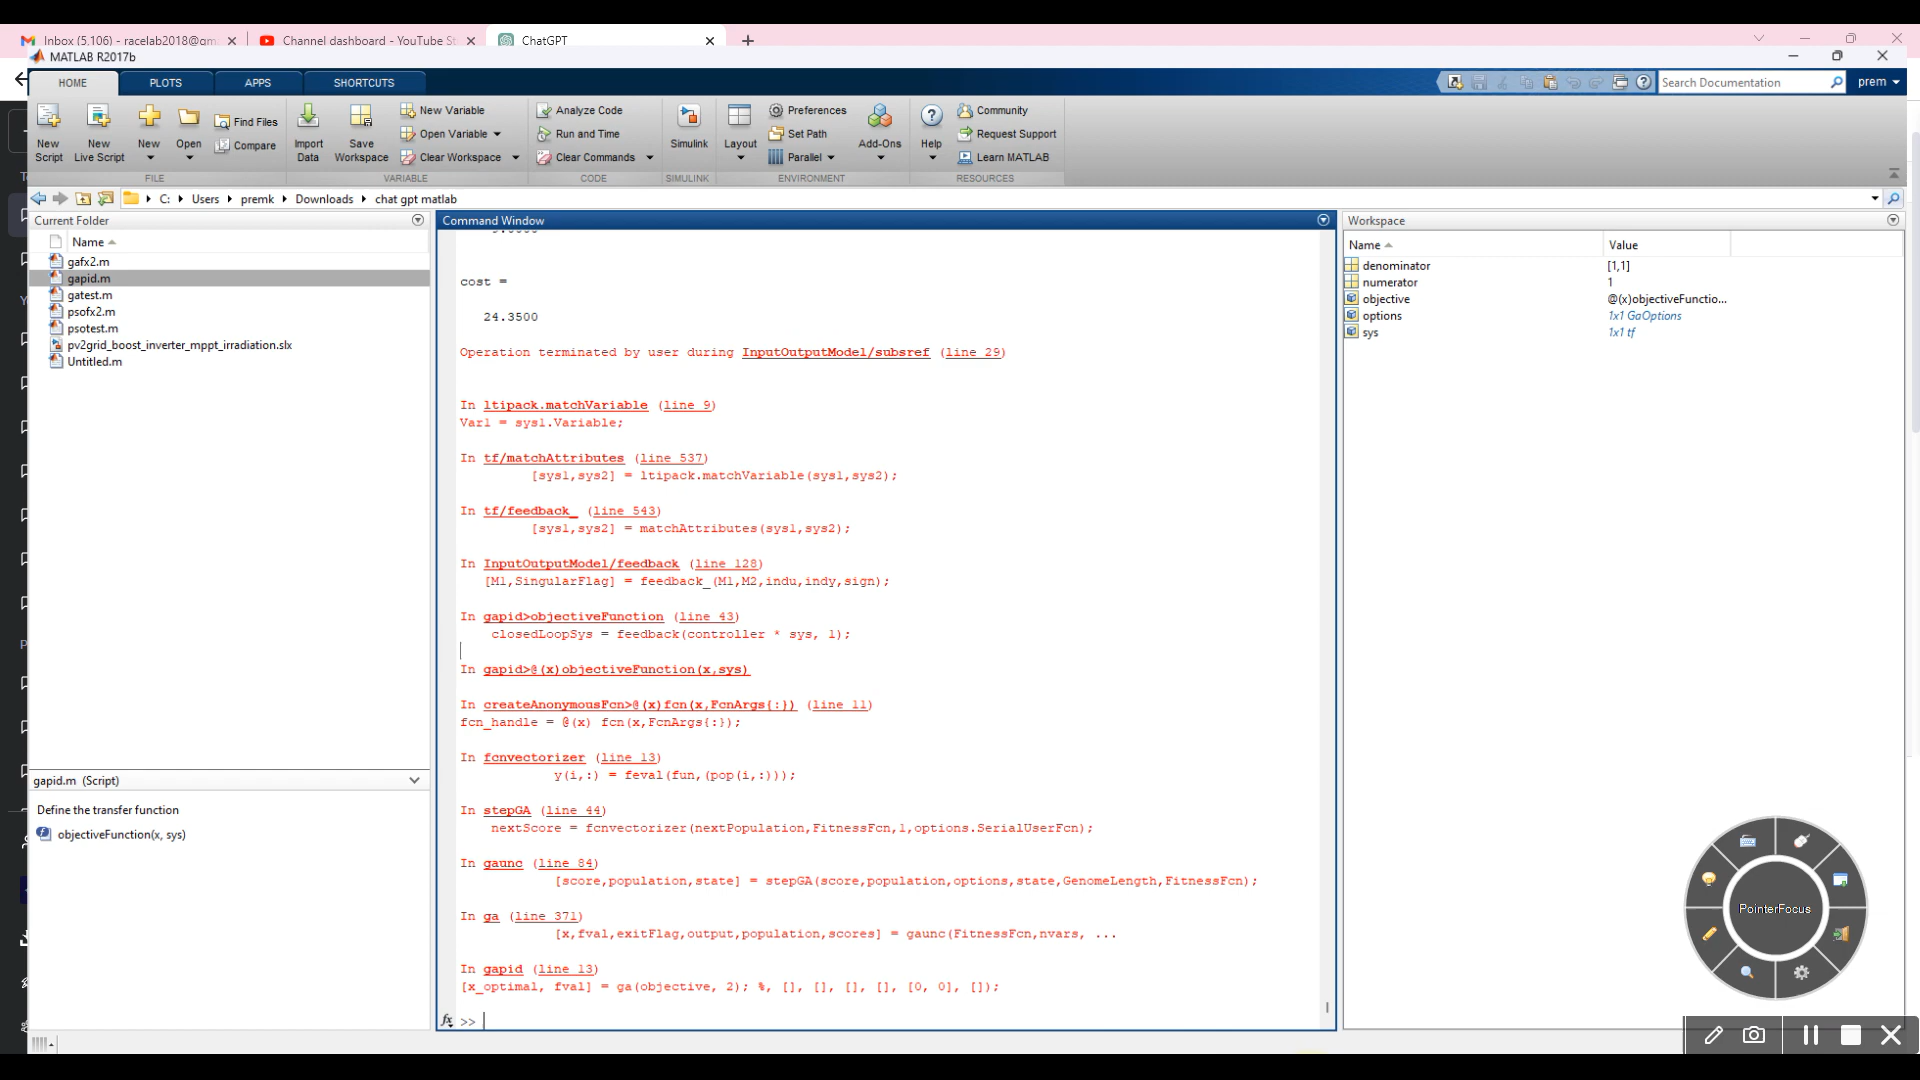 Inbox (5,106) - racelab2018@gm
Channel dashboard - YouTube St
ChatGPT
MATLAB R2017b
HOME
PLOTS
APPS
SHORTCUTS
Search Documentation
prem
New Script
New Live Script
New
Open
Find Files
Compare
Import Data
Save Workspace
New Variable
Open Variable
Clear Workspace
Analyze Code
Run and Time
Clear Commands
Simulink
Layout
Preferences
Set Path
Parallel
Add-Ons
Help
Community
Request Support
Learn MATLAB
FILE
VARIABLE
CODE
SIMULINK
ENVIRONMENT
RESOURCES
C: Users premk Downloads chat gpt matlab
Current Folder
Name
gafx2.m
gapid.m
gatest.m
psofx2.m
psotest.m
pv2grid_boost_inverter_mppt_irradiation.slx
Untitled.m
gapid.m (Script)
Define the transfer function
objectiveFunction(x, sys)
Command Window
cost =
24.3500
Operation terminated by user during InputOutputModel/subsref (line 29)
In ltipack.matchVariable (line 9)
Var1 = sys1.Variable;
In tf/matchAttributes (line 537)
[sys1,sys2] = ltipack.matchVariable(sys1,sys2);
In tf/feedback_ (line 543)
[sys1,sys2] = matchAttributes(sys1,sys2);
In InputOutputModel/feedback (line 128)
[M1,SingularFlag] = feedback_(M1,M2,indu,indy,sign);
In gapid>objectiveFunction (line 43)
closedLoopSys = feedback(controller * sys, 1);
In gapid>@(x)objectiveFunction(x,sys)
In createAnonymousFcn>@(x)fcn(x,FcnArgs{:}) (line 11)
fcn_handle = @(x) fcn(x,FcnArgs{:});
In fcnvectorizer (line 13)
y(i,:) = feval(fun,(pop(i,:)));
In stepGA (line 44)
nextScore = fcnvectorizer(nextPopulation,FitnessFcn,1,options.SerialUserFcn);
In gaunc (line 84)
[score,population,state] = stepGA(score,population,options,state,GenomeLength,FitnessFcn);
In ga (line 371)
[x,fval,exitFlag,output,population,scores] = gaunc(FitnessFcn,nvars, ...
In gapid (line 13)
[x_optimal, fval] = ga(objective, 2); %, [], [], [], [], [0, 0], []);
fx >>
Workspace
Name Value
denominator [1,1]
numerator 1
objective @(x)objectiveFunctio...
options 1x1 GaOptions
sys 1x1 tf
PointerFocus